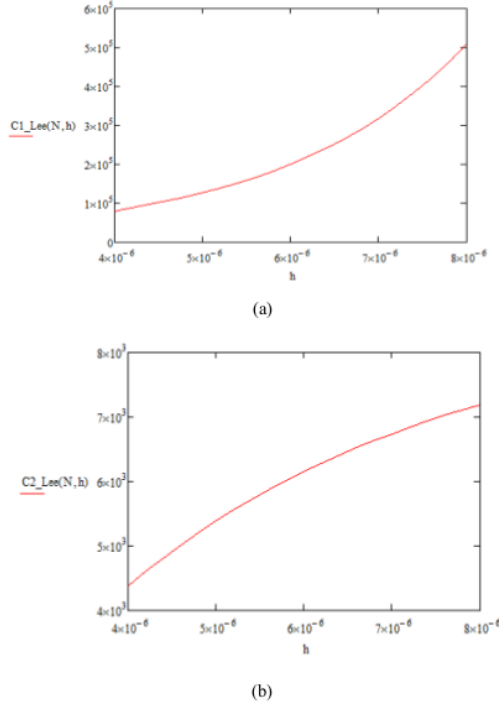 6×10⁵
5×10⁵
4×10⁵
C1_Lee(N,h)
3×10⁵
2×10⁵
1×10⁵
0
4×10⁻⁶ 5×10⁻⁶ 6×10⁻⁶ 7×10⁻⁶ 8×10⁻⁶
h
(a)
8×10³
7×10³
C2_Lee(N,h) 6×10³
5×10³
4×10³
4×10⁻⁶ 5×10⁻⁶ 6×10⁻⁶ 7×10⁻⁶ 8×10⁻⁶
h
(b)